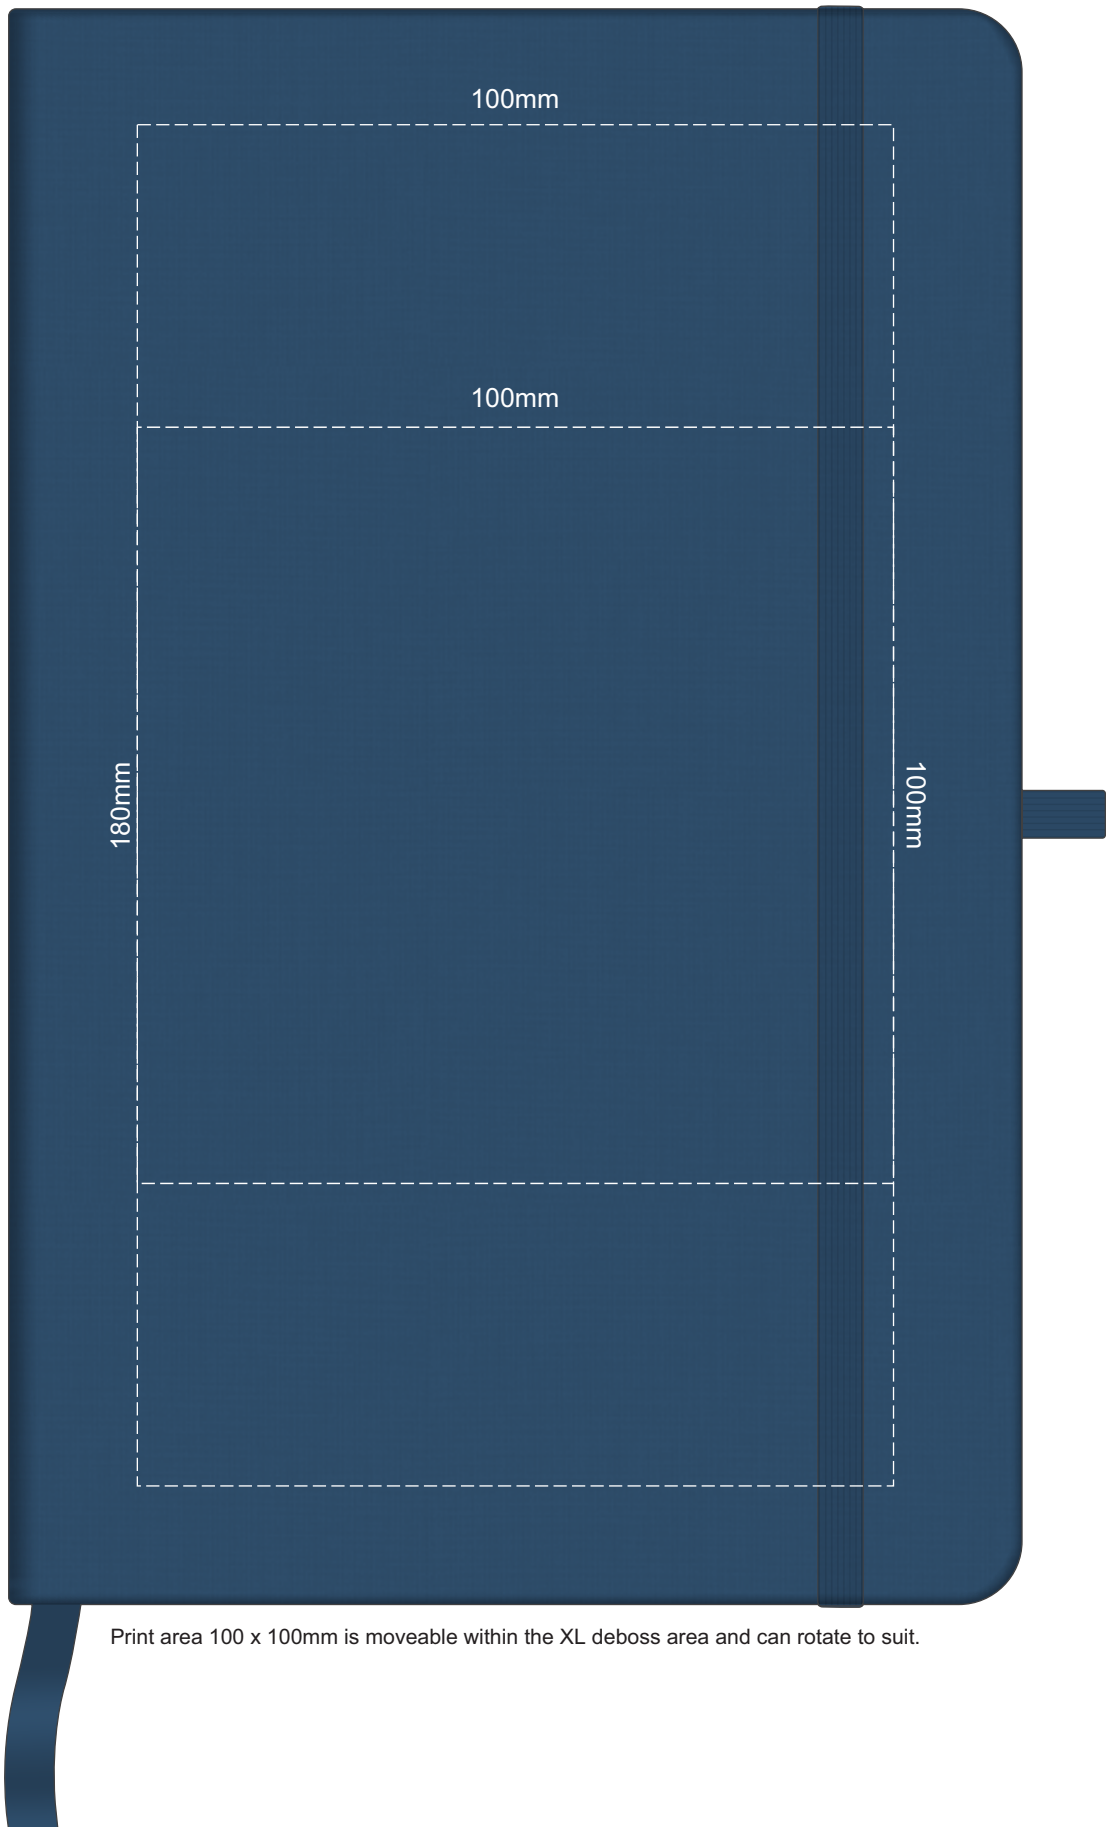 100mm
100mm
180mm
100mm
Print area 100 x 100mm is moveable within the XL deboss area and can rotate to suit.